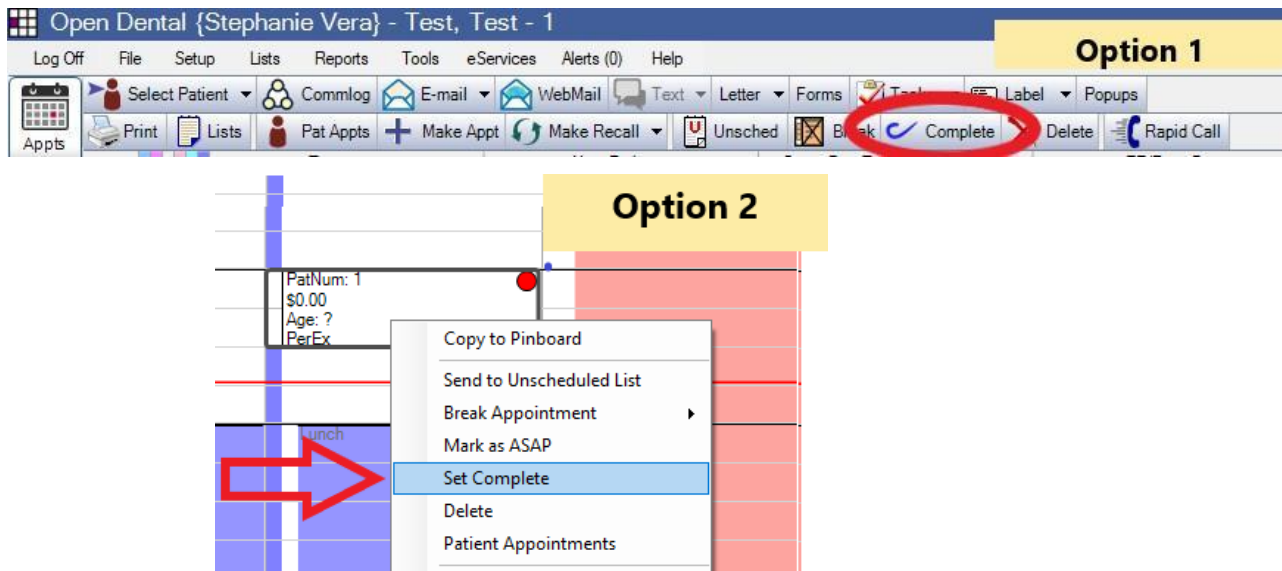 Open Dental {Stephanie Vera} - Test, Test - 1
Log Off File Setup Lists Reports Tools eServices Alerts (0) Help
Option 1
Select Patient Commlog E-mail WebMail Text Letter Forms Label Popups
Appts
Print Lists Pat Appts Make Appt Make Recall Unsched Complete Delete Rapid Call
Option 2
PatNum: 1
$0.00
Age: ?
PerEx
Copy to Pinboard
Send to Unscheduled List
Break Appointment
Mark as ASAP
Lunch
Set Complete
Delete
Patient Appointments